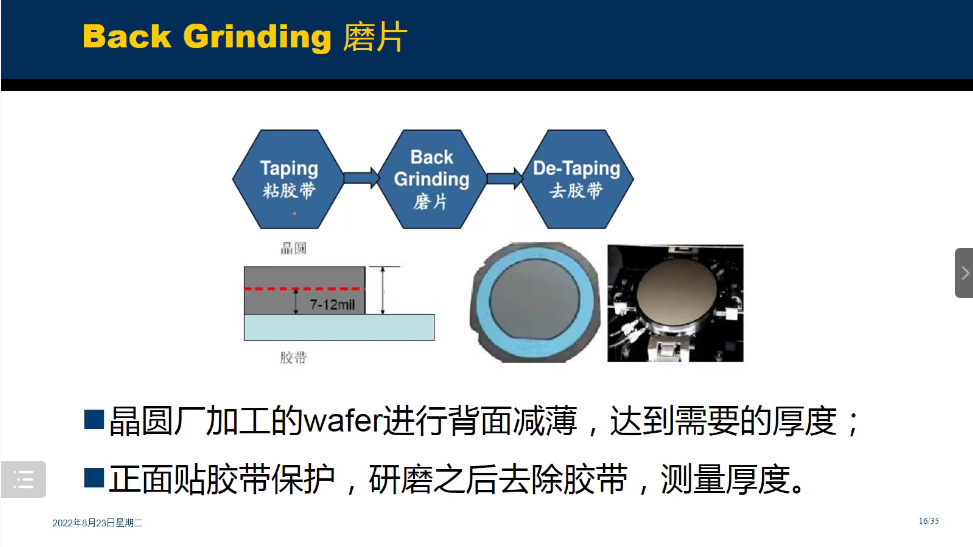 Back Grinding 磨片
Taping
粘胶带
Back
Grinding
磨片
De-Taping
去胶带
晶圆
7-12mil
胶带
晶圆厂加工的wafer进行背面减薄，达到需要的厚度；
正面贴胶带保护，研磨之后去除胶带，测量厚度。
2022年8月23日星期二
16/35